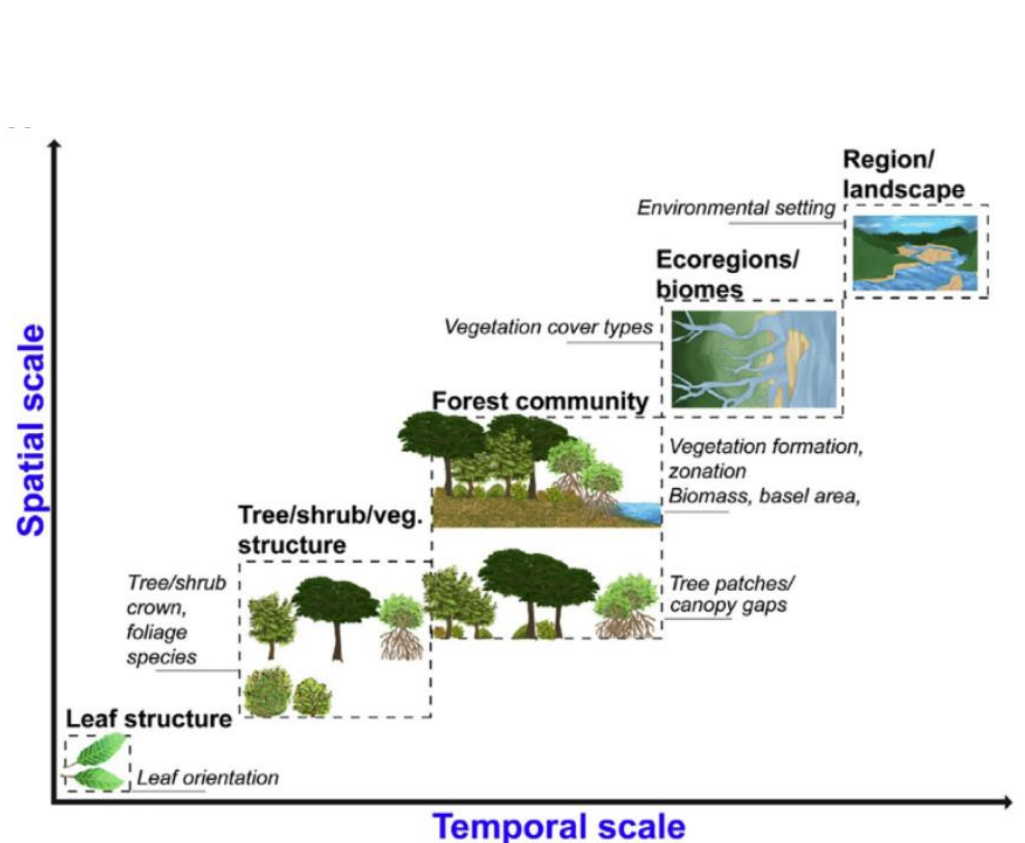 Region/
landscape
Environmental setting
Ecoregions/
biomes
Vegetation cover types
Forest community
Vegetation formation,
zonation
Biomass, basel area,
Tree/shrub/veg.
structure
Tree/shrub
crown,
foliage
species
Tree patches/
canopy gaps
Leaf structure
Leaf orientation
Spatial scale
Temporal scale